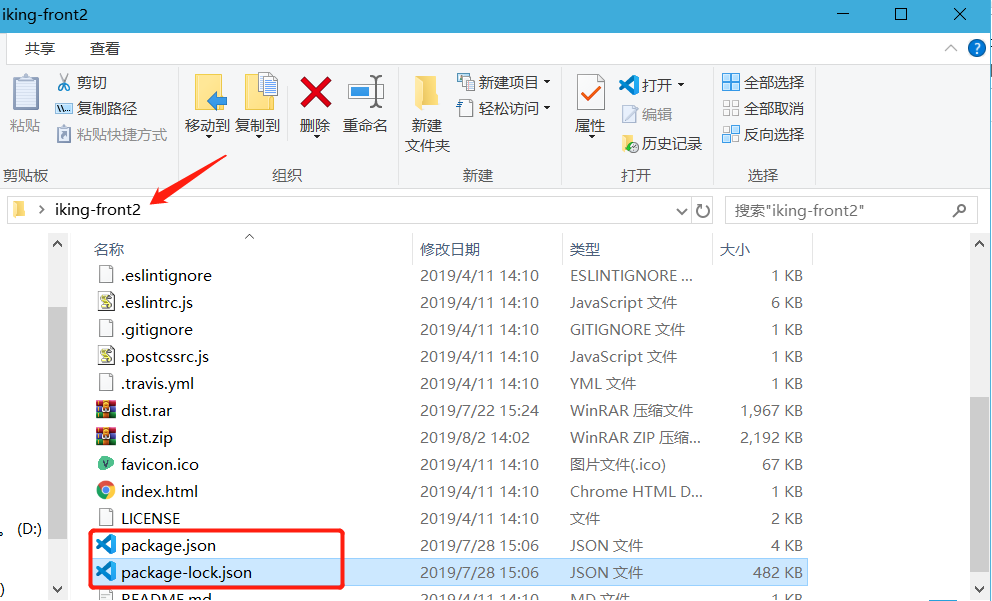 iking-front2
共享 查看
剪切
复制路径
粘贴快捷方式
粘贴
移动到 复制到 删除 重命名
新建
文件夹
新建项目
轻松访问
属性
打开
编辑
历史记录
全部选择
全部取消
反向选择
剪贴板 组织 新建 打开 选择
iking-front2
搜索"iking-front2"
名称 修改日期 类型 大小
.eslintignore 2019/4/11 14:10 ESLINTIGNORE ... 1 KB
.eslintrc.js 2019/4/11 14:10 JavaScript 文件 6 KB
.gitignore 2019/4/11 14:10 GITIGNORE 文件 1 KB
.postcssrc.js 2019/4/11 14:10 JavaScript 文件 1 KB
.travis.yml 2019/4/11 14:10 YML 文件 1 KB
dist.rar 2019/7/22 15:24 WinRAR 压缩文件 1,967 KB
dist.zip 2019/8/2 14:02 WinRAR ZIP 压缩... 2,192 KB
favicon.ico 2019/4/11 14:10 图片文件(.ico) 67 KB
index.html 2019/4/11 14:10 Chrome HTML D... 1 KB
LICENSE 2019/4/11 14:10 文件 2 KB
(D:)
package.json 2019/7/28 15:06 JSON 文件 4 KB
package-lock.json 2019/7/28 15:06 JSON 文件 482 KB
README.md 2019/4/11 14:10 MD 文件 1 KB